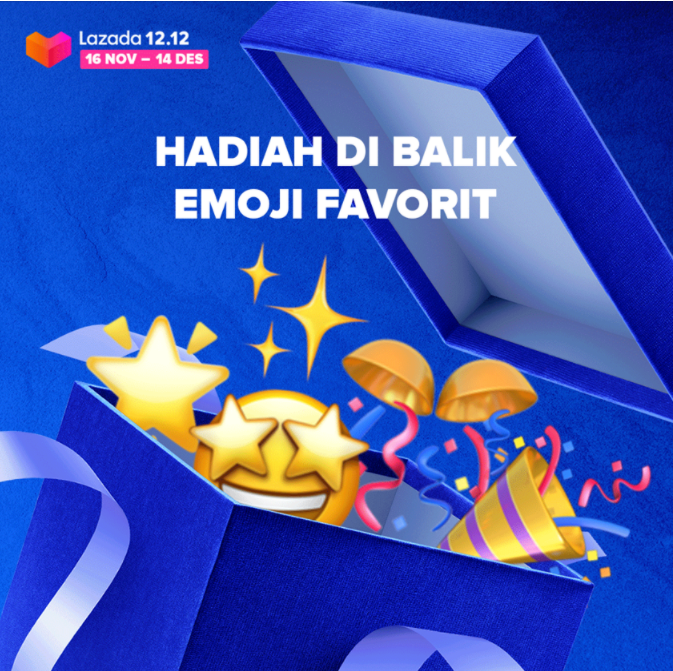 Lazada 12.12
16 NOV – 14 DES
HADIAH DI BALIK
EMOJI FAVORIT